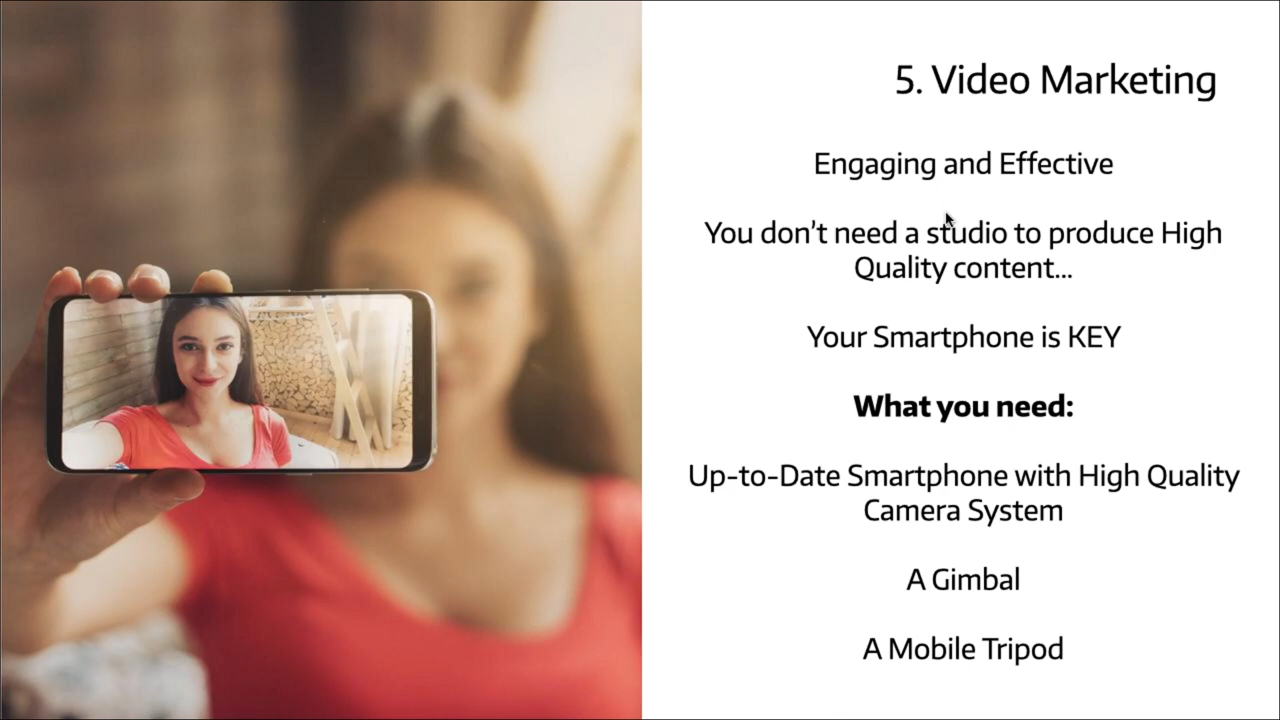 5. Video Marketing
Engaging and Effective
You don’t need a studio to produce High
Quality content...
Your Smartphone is KEY
What you need:
Up-to-Date Smartphone with High Quality
Camera System
A Gimbal
A Mobile Tripod